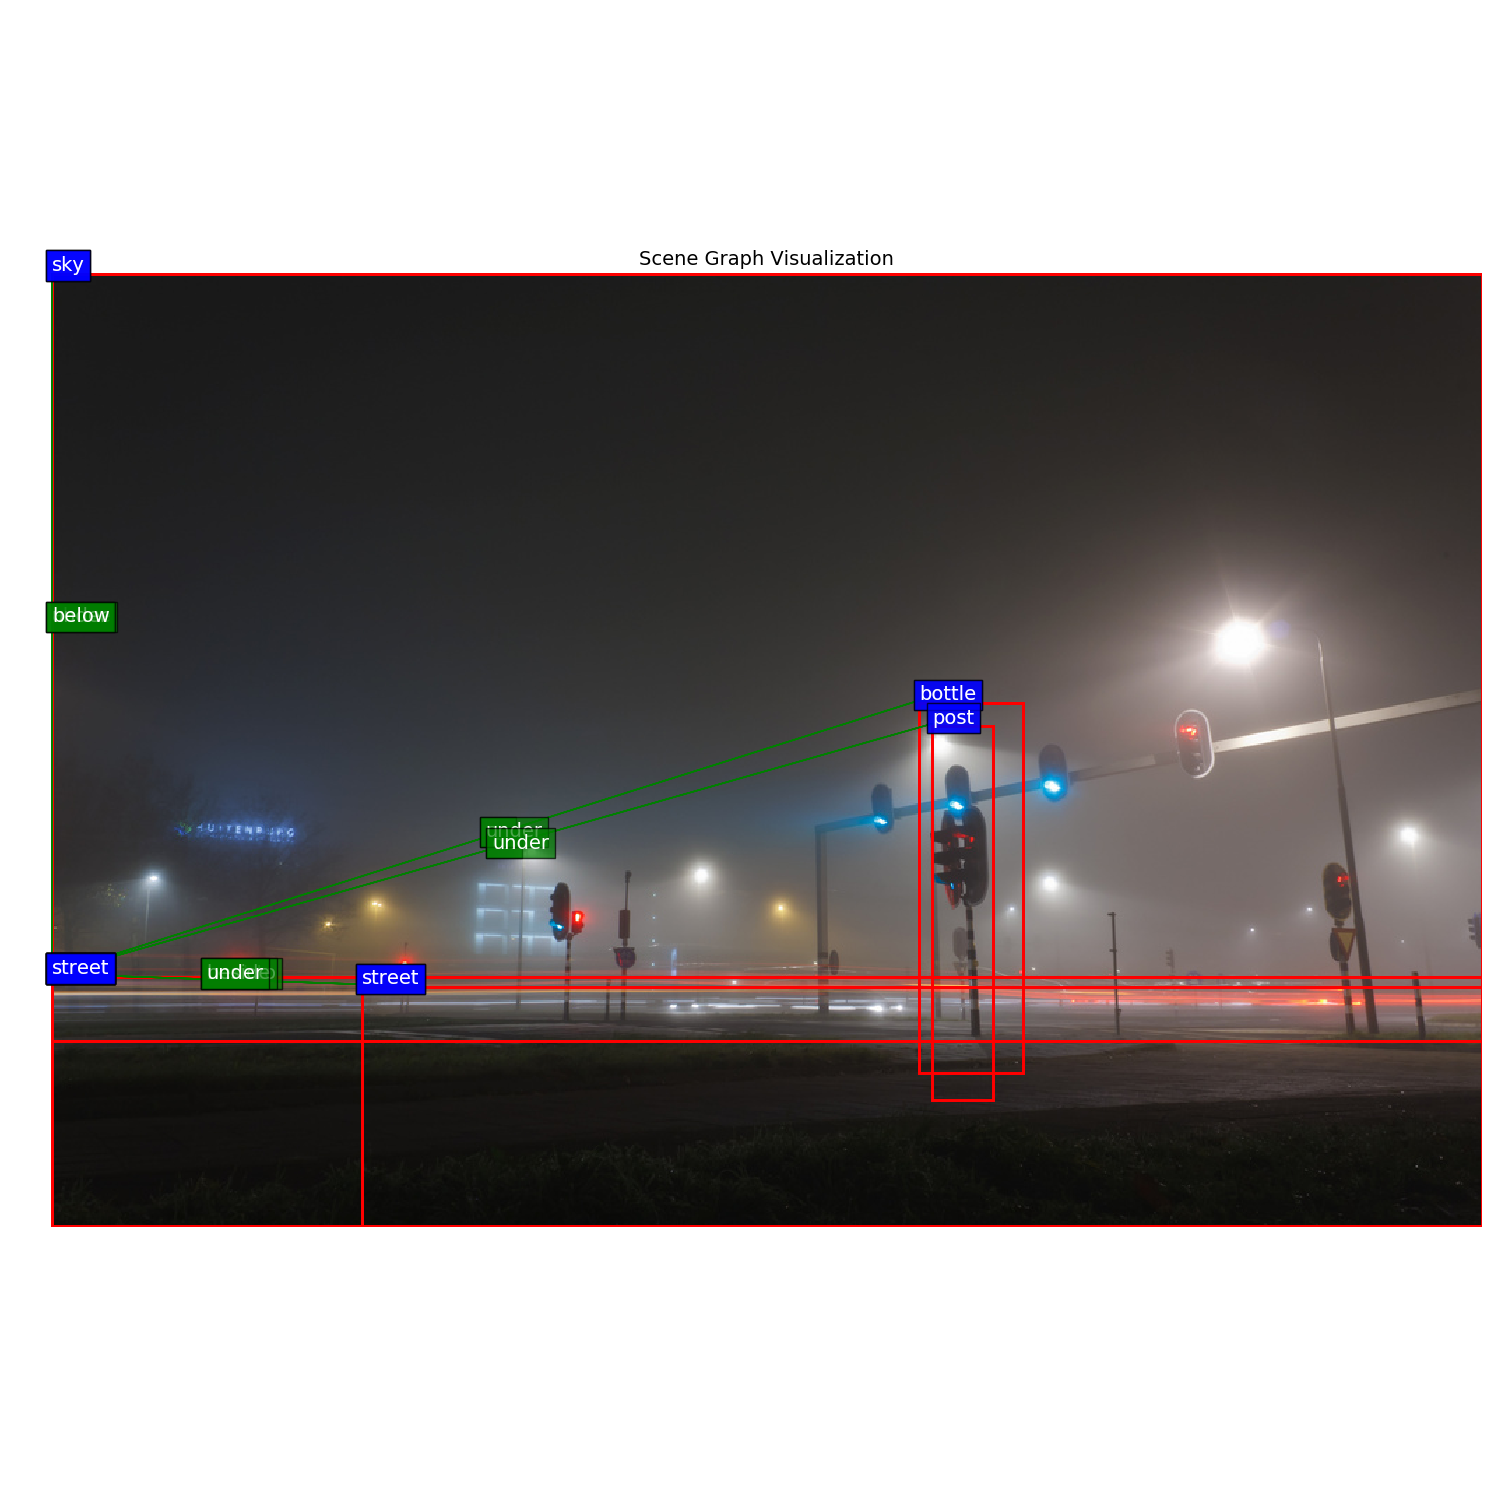 Scene Graph Visualization
sky
below
bottle
post
under
under
street
under
street